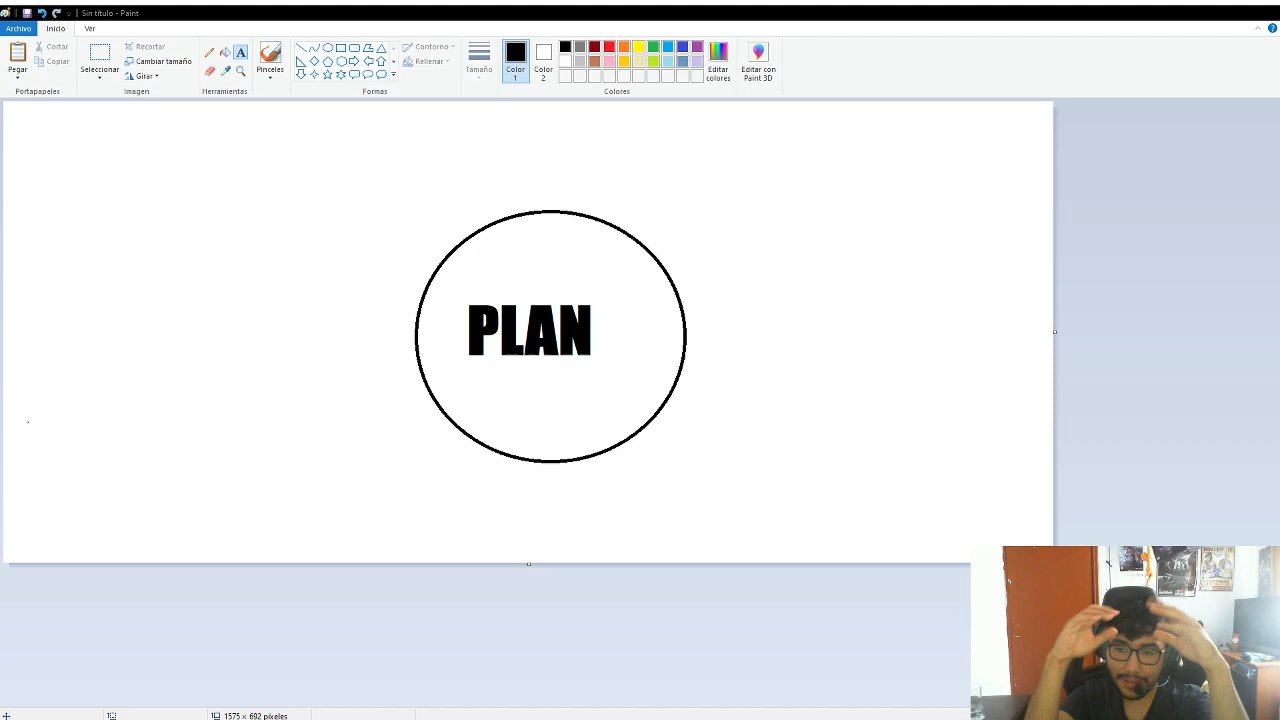 Sin título - Paint
Archivo Inicio Ver
Pegar
Cortar
Copiar
Portapapeles
Seleccionar
Recortar
Cambiar tamaño
Girar
Imagen
A
Herramientas
Pinceles
Contorno
Rellenar
Formas
Tamaño
Color
1
Color
2
Editar
colores
Colores
Editar con
Paint 3D
PLAN
1575 × 692 píxeles